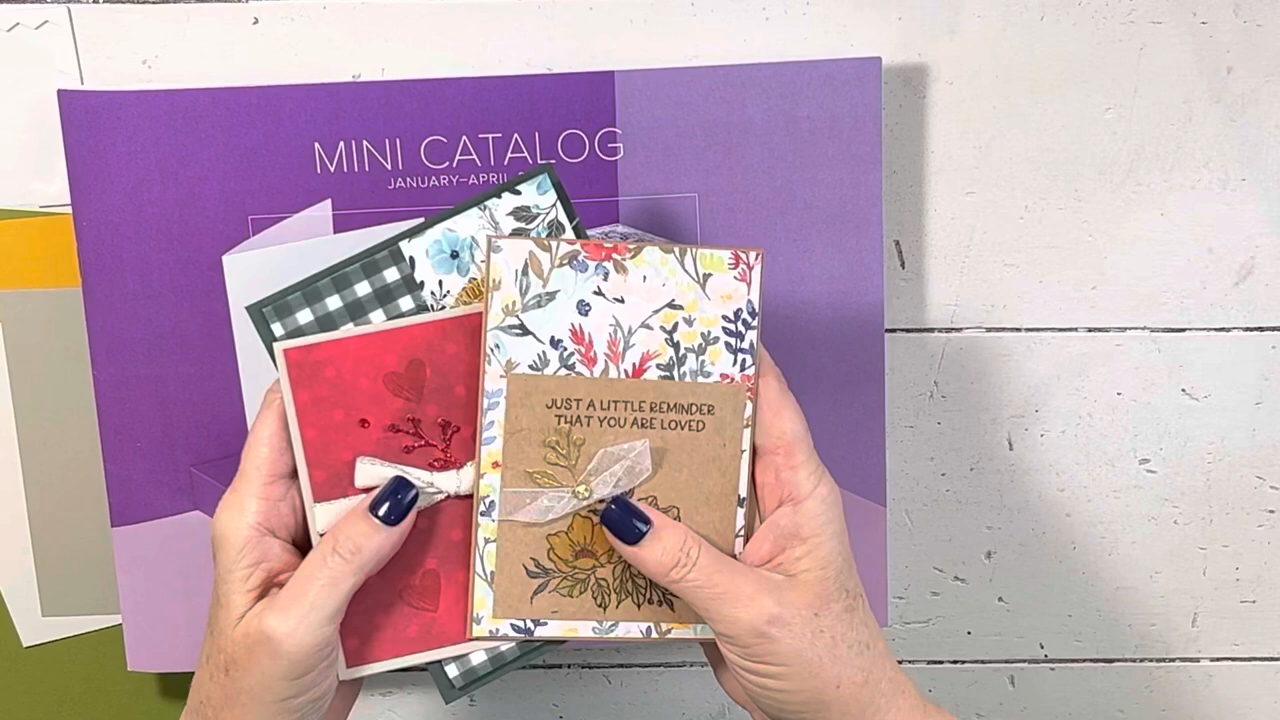 MINI CATALOG
JANUARY–APRIL
JUST A LITTLE REMINDER
THAT YOU ARE LOVED